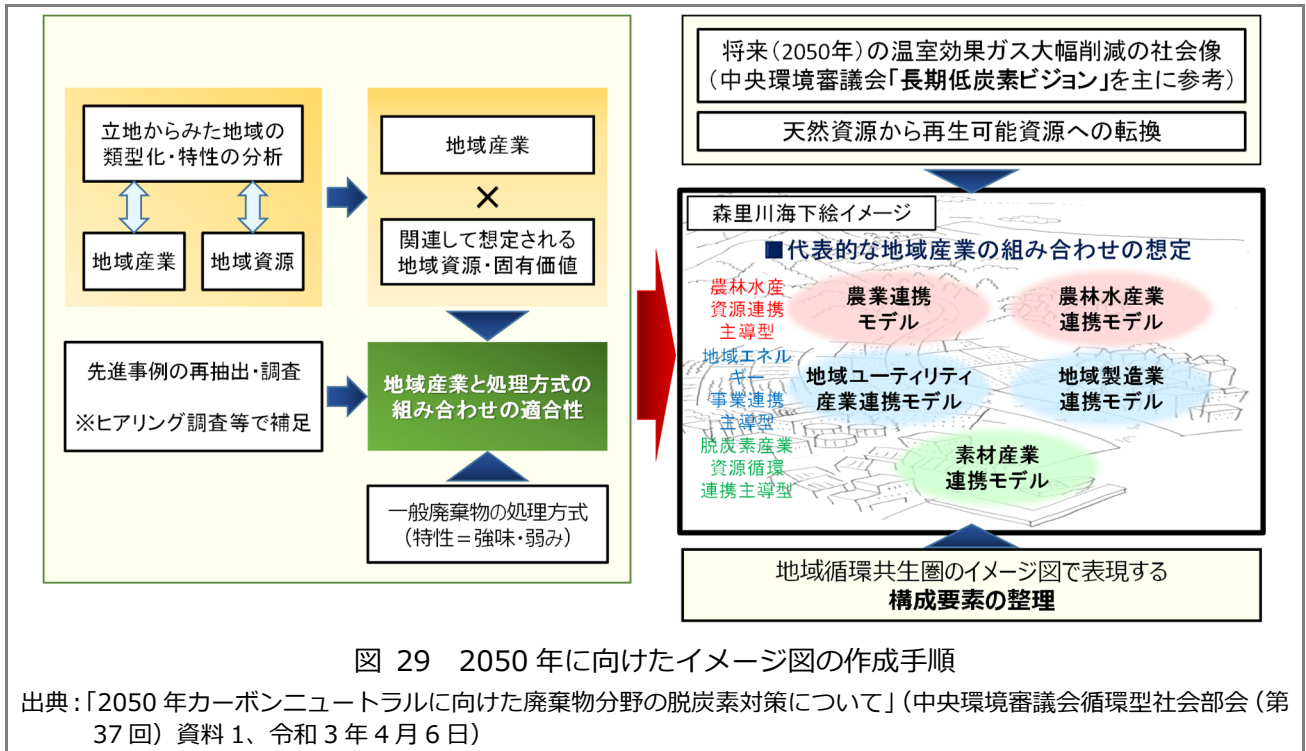 立地からみた地域の
類型化・特性の分析
地域産業
地域資源
地域産業
×
関連して想定される
地域資源・固有価値
先進事例の再抽出・調査
※ヒアリング調査等で補足
地域産業と処理方式の
組み合わせの適合性
一般廃棄物の処理方式
（特性＝強味・弱み）
将来（2050年）の温室効果ガス大幅削減の社会像
（中央環境審議会「長期低炭素ビジョン」を主に参考）
天然資源から再生可能資源への転換
森里川海下絵イメージ
■代表的な地域産業の組み合わせの想定
農林水産
資源連携
主導型
農業連携
モデル
農林水産業
連携モデル
地域エネル
ギー
事業連携
主導型
地域ユーティリティ
産業連携モデル
地域製造業
連携モデル
脱炭素産業
資源循環
連携主導型
素材産業
連携モデル
地域循環共生圏のイメージ図で表現する
構成要素の整理
図 29　2050 年に向けたイメージ図の作成手順
出典：「2050 年カーボンニュートラルに向けた廃棄物分野の脱炭素対策について」（中央環境審議会循環型社会部会（第
37 回）資料 1、令和 3 年 4 月 6 日）